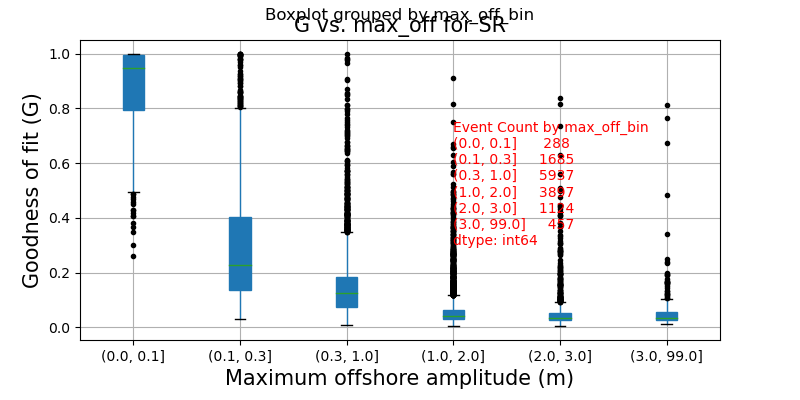 Boxplot grouped by max_off_bin
G vs. max_off for SR
Goodness of fit (G)
1.0
0.8
0.6
0.4
0.2
0.0
Event Count by max_off_bin
(0.0, 0.1] 288
(0.1, 0.3]
(0.3, 1.0]
(1.0, 2.0]
(2.0, 3.0]
(3.0, 99.0]
dtype: int64
(0.0, 0.1] (0.1, 0.3] (0.3, 1.0] (1.0, 2.0] (2.0, 3.0] (3.0, 99.0]
Maximum offshore amplitude (m)